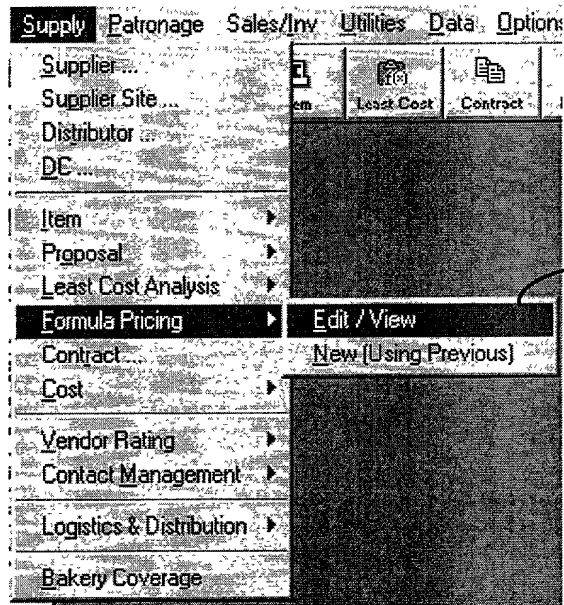 Supply Patronage Sales/Inv Utilities Data Options
Supplier ...
Supplier Site ...
Distributor ...
DC ...
em Least Cost Contract
Item
Proposal
Least Cost Analysis
Formula Pricing
Edit / View
New (Using Previous)
Contract ...
Cost
Vendor Rating
Contact Management
Logistics & Distribution
Bakery Coverage